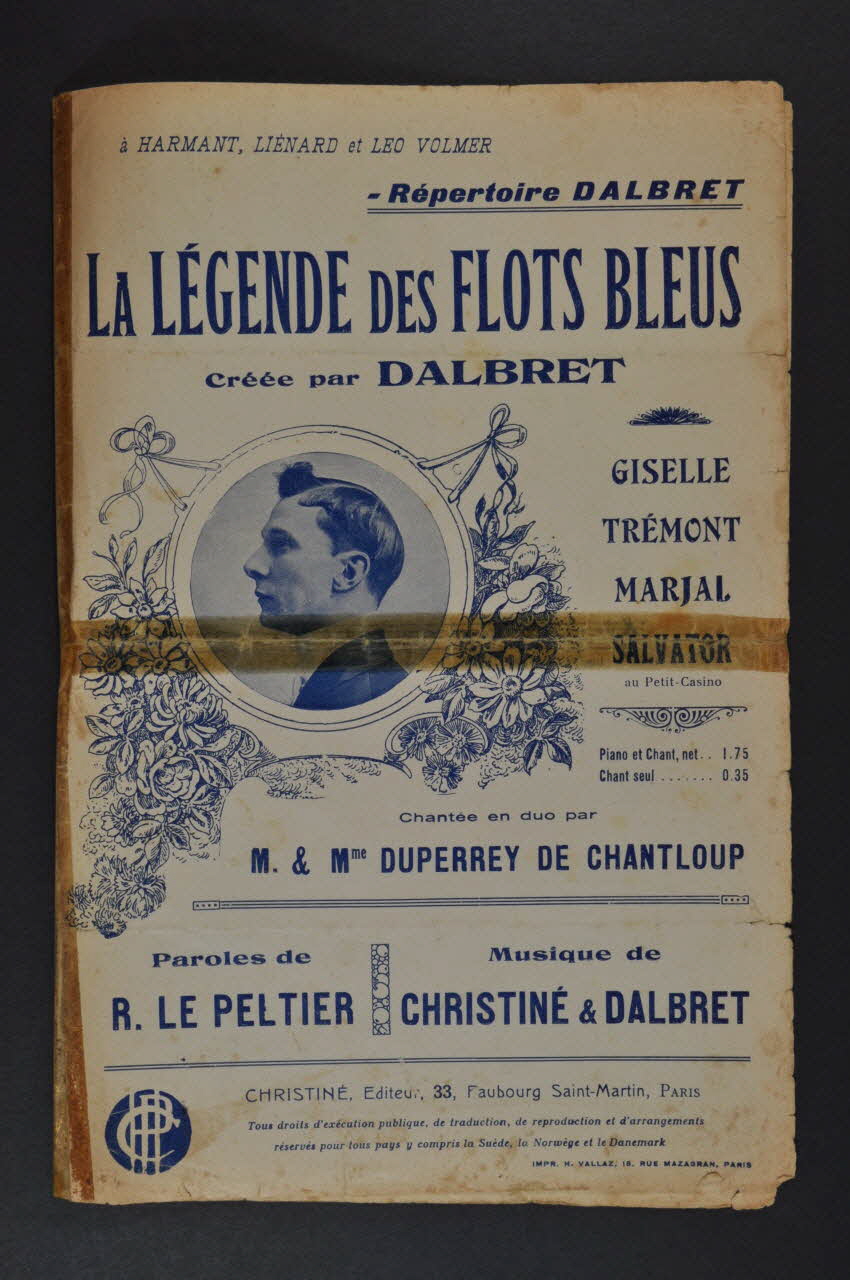 à HARMANT, LIÉNARD et LEO VOLMER
- Répertoire DALBRET
LA LÉGENDE DES FLOTS BLEUS
Créée par DALBRET
GISELLE
TRÉMONT
MARJAL
SALVATOR
au Petit-Casino
Piano et Chant, net.. 1.75
Chant seul ....... 0.35
Chantée en duo par
M. & Mme DUPERREY DE CHANTLOUP
Paroles de
R. LE PELTIER
Musique de
CHRISTINÉ & DALBRET
CHRISTINÉ, Editeur, 33, Faubourg Saint-Martin, PARIS
Tous droits d'exécution publique, de traduction, de reproduction et d'arrangements
réservés pour tous pays y compris la Suède, la Norwège et le Danemark
IMPR. H. VALLAZ, 18, RUE MAZAGRAN, PARIS